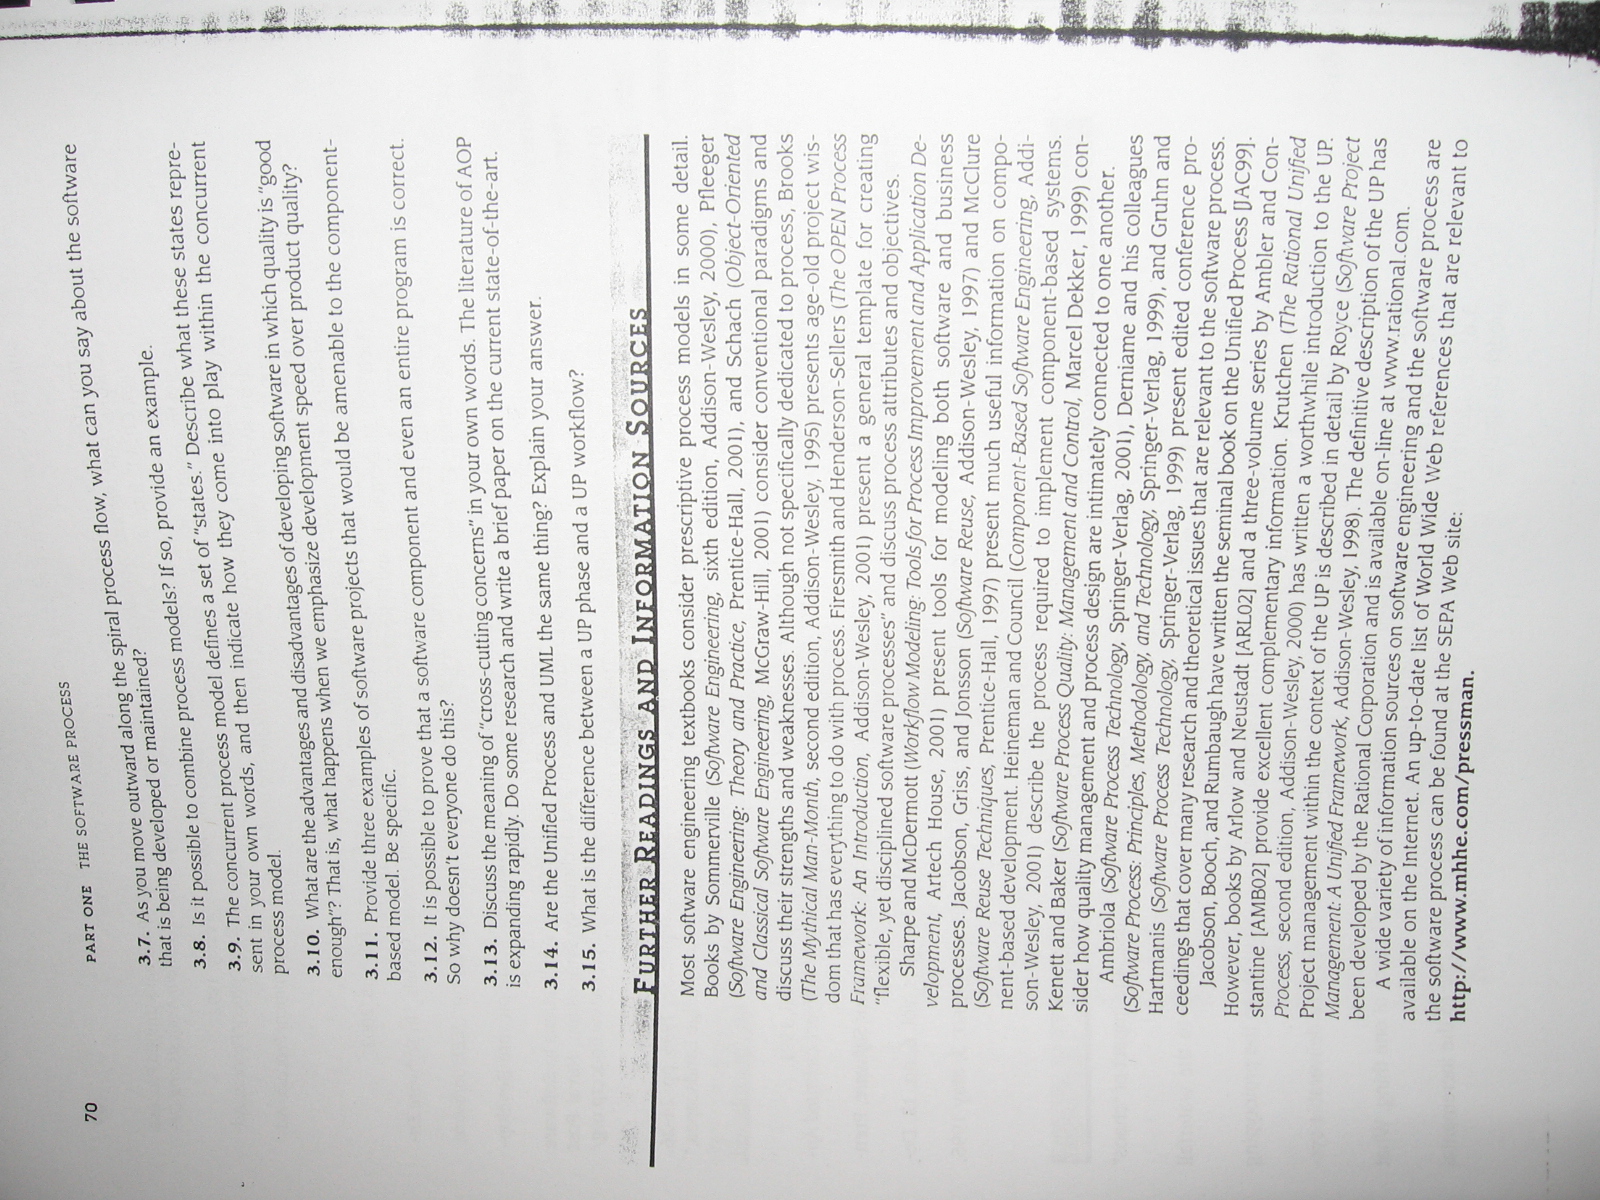 70
PART ONE THE SOFTWARE PROCESS
3.7. As you move outward along the spiral process flow, what can you say about the software
that is being developed or maintained?
3.8. Is it possible to combine process models? If so, provide an example.
3.9. The concurrent process model defines a set of "states." Describe what these states repre-
sent in your own words, and then indicate how they come into play within the concurrent
process model.
3.10. What are the advantages and disadvantages of developing software in which quality is "good
enough"? That is, what happens when we emphasize development speed over product quality?
3.11. Provide three examples of software projects that would be amenable to the component-
based model. Be specific.
3.12. It is possible to prove that a software component and even an entire program is correct.
So why doesn't everyone do this?
3.13. Discuss the meaning of "cross-cutting concerns" in your own words. The literature of AOP
is expanding rapidly. Do some research and write a brief paper on the current state-of-the-art.
3.14. Are the Unified Process and UML the same thing? Explain your answer.
3.15. What is the difference between a UP phase and a UP workflow?
FURTHER READINGS AND INFORMATION SOURCES
Most software engineering textbooks consider prescriptive process models in some detail.
Books by Sommerville (Software Engineering, sixth edition, Addison-Wesley, 2000), Pfleeger
(Software Engineering: Theory and Practice, Prentice-Hall, 2001), and Schach (Object-Oriented
and Classical Software Engineering, McGraw-Hill, 2001) consider conventional paradigms and
discuss their strengths and weaknesses. Although not specifically dedicated to process, Brooks
(The Mythical Man-Month, second edition, Addison-Wesley, 1995) presents age-old project wis-
dom that has everything to do with process. Firesmith and Henderson-Sellers (The OPEN Process
Framework: An Introduction, Addison-Wesley, 2001) present a general template for creating
"flexible, yet disciplined software processes" and discuss process attributes and objectives.
Sharpe and McDermott (Workflow Modeling: Tools for Process Improvement and Application De-
velopment, Artech House, 2001) present tools for modeling both software and business
processes. Jacobson, Griss, and Jonsson (Software Reuse, Addison-Wesley, 1997) and McClure
(Software Reuse Techniques, Prentice-Hall, 1997) present much useful information on compo-
nent-based development. Heineman and Council (Component-Based Software Engineering, Addi-
son-Wesley, 2001) describe the process required to implement component-based systems.
Kenett and Baker (Software Process Quality: Management and Control, Marcel Dekker, 1999) con-
sider how quality management and process design are intimately connected to one another.
Ambriola (Software Process Technology, Springer-Verlag, 2001), Derniame and his colleagues
(Software Process: Principles, Methodology, and Technology, Springer-Verlag, 1999), and Gruhn and
Hartmanis (Software Process Technology, Springer-Verlag, 1999) present edited conference pro-
ceedings that cover many research and theoretical issues that are relevant to the software process.
Jacobson, Booch, and Rumbaugh have written the seminal book on the Unified Process [JAC99].
However, books by Arlow and Neustadt [ARL02] and a three-volume series by Ambler and Con-
stantine [AMB02] provide excellent complementary information. Krutchen (The Rational Unified
Process, second edition, Addison-Wesley, 2000) has written a worthwhile introduction to the UP.
Project management within the context of the UP is described in detail by Royce (Software Project
Management: A Unified Framework, Addison-Wesley, 1998). The definitive description of the UP has
been developed by the Rational Corporation and is available on-line at www.rational.com.
A wide variety of information sources on software engineering and the software process are
available on the Internet. An up-to-date list of World Wide Web references that are relevant to
the software process can be found at the SEPA Web site:
http://www.mhhe.com/pressman.